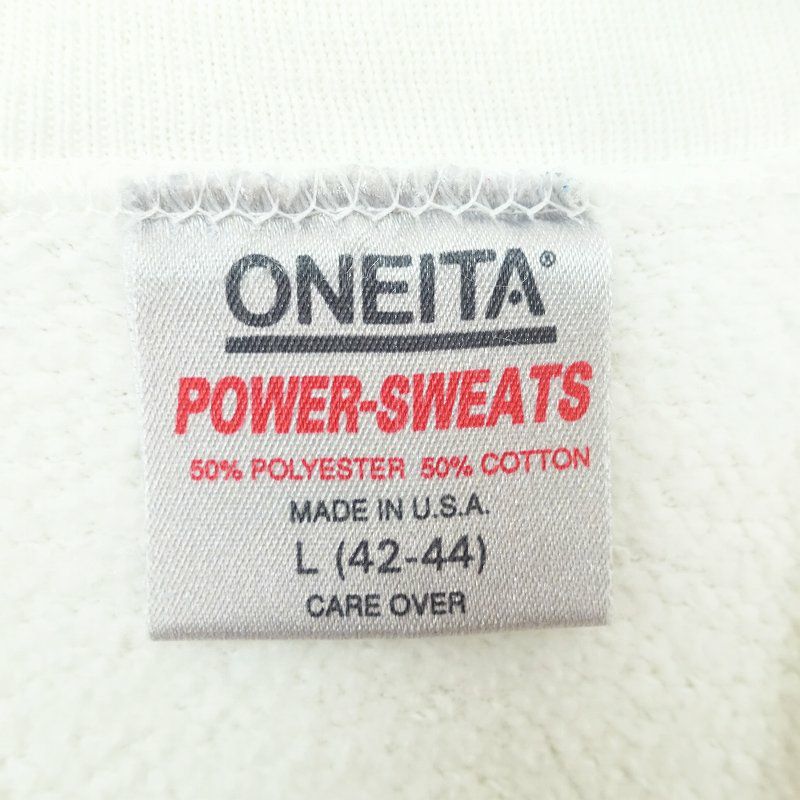 ONEITA®
POWER-SWEATS
50% POLYESTER 50% COTTON
MADE IN U.S.A.
L (42-44)
CARE OVER